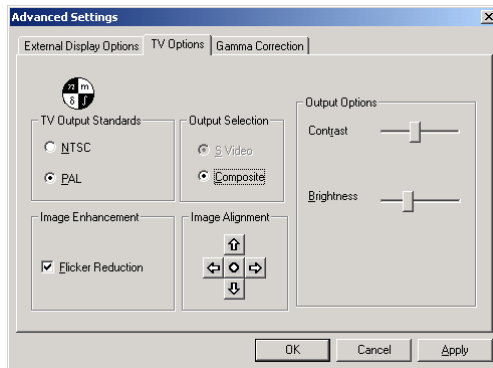 Advanced Settings
External Display Options
TV Options
Gamma Correction
n m
δ ſ
TV Output Standards
NTSC
PAL
Output Selection
S Video
Composite
Output Options
Contrast
Brightness
Image Enhancement
Flicker Reduction
Image Alignment
OK
Cancel
Apply